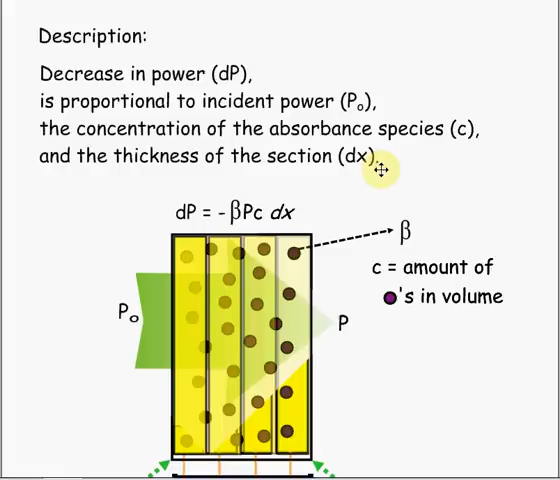 Description:
Decrease in power (dP),
is proportional to incident power (Pₒ),
the concentration of the absorbance species (c),
and the thickness of the section (dx).
dP = - βPc dx
β
c = amount of
's in volume
Pₒ
P